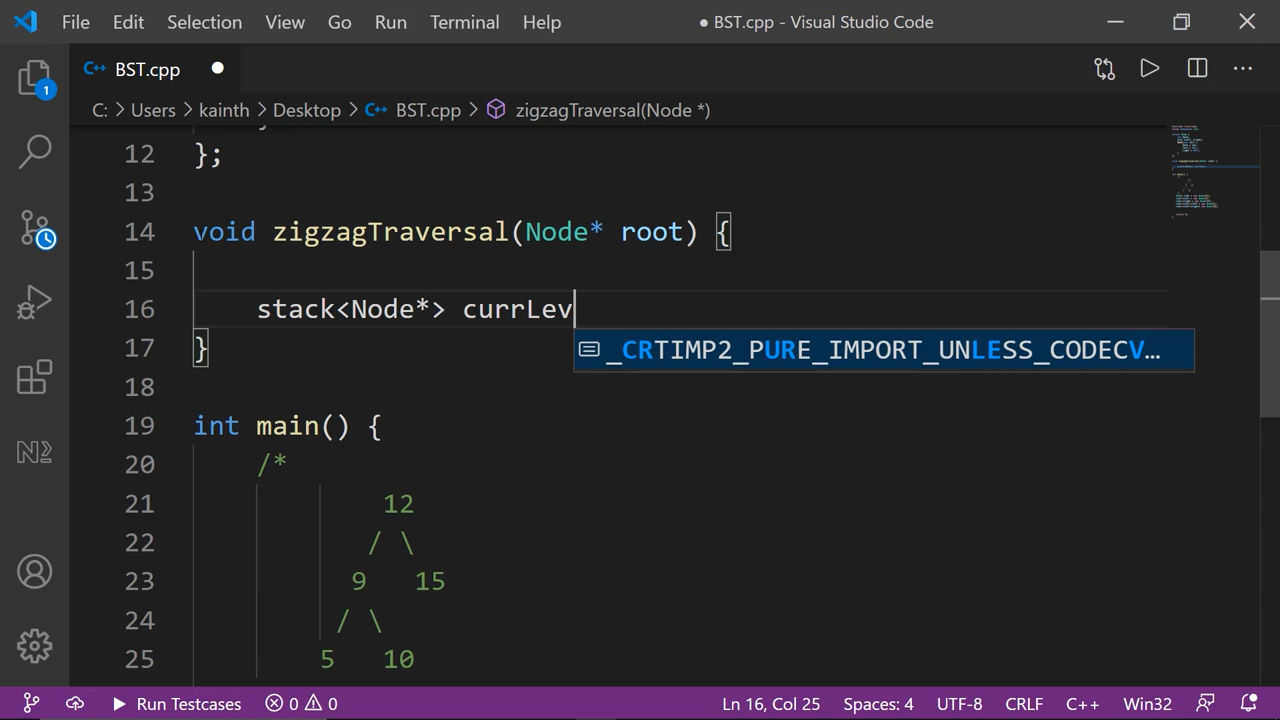 File Edit Selection View Go Run Terminal Help ● BST.cpp - Visual Studio Code
BST.cpp
C: > Users > kainth > Desktop > BST.cpp > zigzagTraversal(Node *)
12 };
13
14 void zigzagTraversal(Node* root) {
15
16 stack<Node*> currLev
17 }
_CRTIMP2_PURE_IMPORT_UNLESS_CODECV…
18
19 int main() {
20 /*
21 12
22 / \
23 9 15
24 / \
25 5 10
1
Run Testcases 0 0 Ln 16, Col 25 Spaces: 4 UTF-8 CRLF C++ Win32